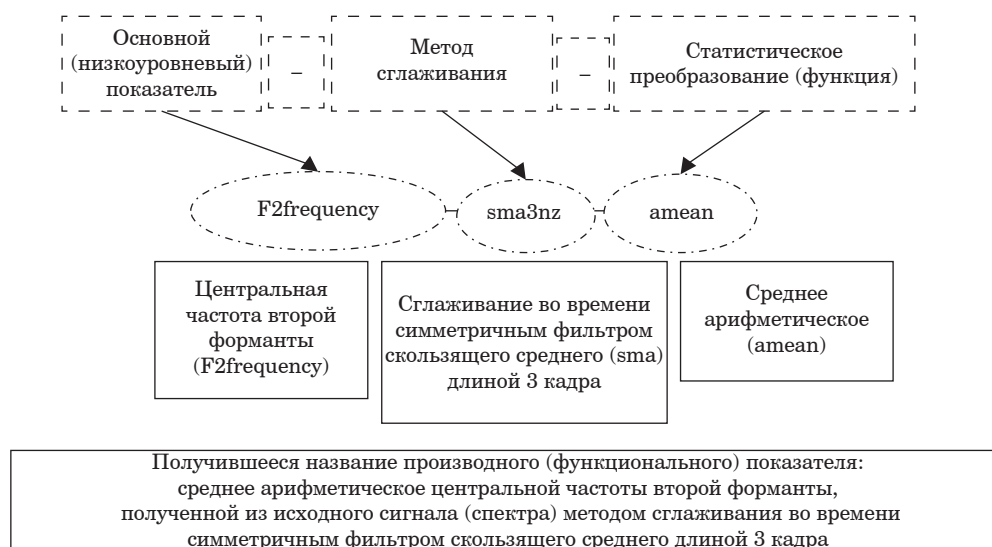 Основной
(низкоуровневый)
показатель
–
Метод
сглаживания
–
Статистическое
преобразование (функция)
F2frequency
sma3nz
amean
Центральная
частота второй
форманты
(F2frequency)
Сглаживание во времени
симметричным фильтром
скользящего среднего (sma)
длиной 3 кадра
Среднее
арифметическое
(amean)
Получившееся название производного (функционального) показателя:
среднее арифметическое центральной частоты второй форманты,
полученной из исходного сигнала (спектра) методом сглаживания во времени
симметричным фильтром скользящего среднего длиной 3 кадра